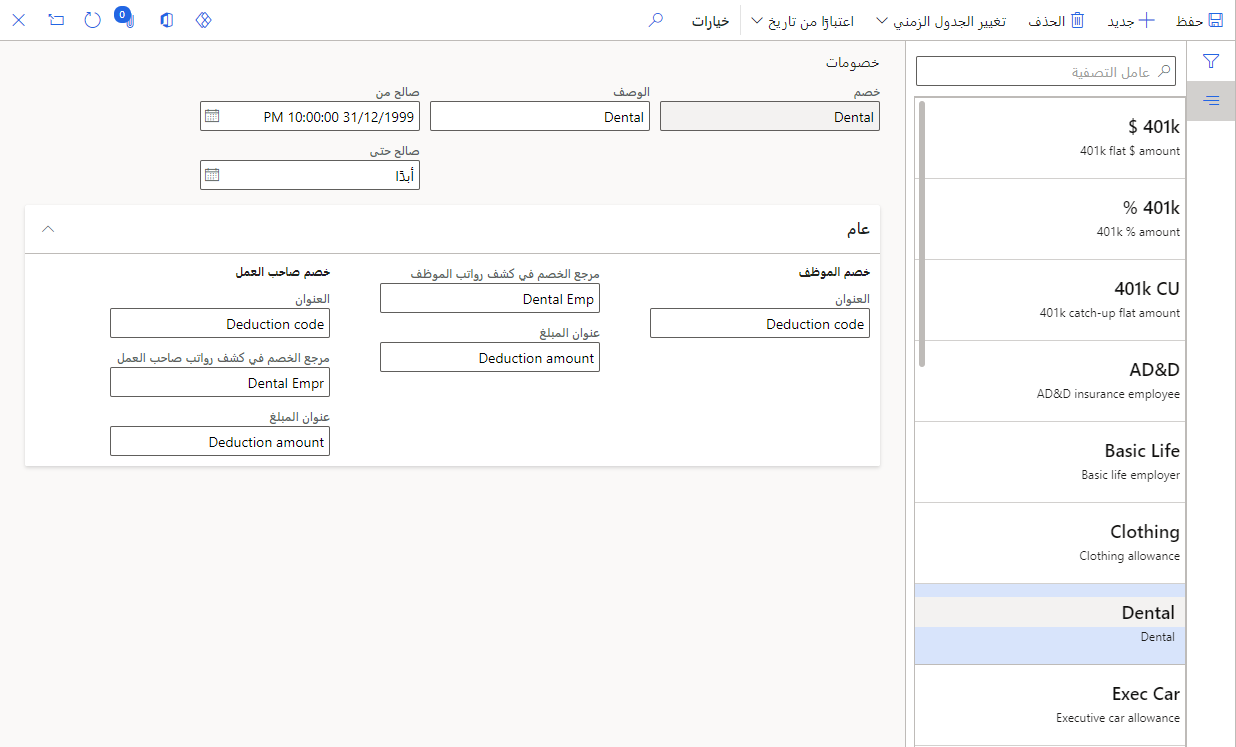 حفظ
جديد
الحذف
تغيير الجدول الزمني
اعتبارًا من تاريخ
خيارات
0
عامل التصفية
401k $
401k flat $ amount
401k %
401k % amount
401k CU
401k catch-up flat amount
AD&D
AD&D insurance employee
Basic Life
Basic life employer
Clothing
Clothing allowance
Dental
Dental
Exec Car
Executive car allowance
خصومات
خصم
Dental
الوصف
Dental
صالح من
31/12/1999 10:00:00 PM
صالح حتى
أبدًا
عام
خصم الموظف
العنوان
Deduction code
مرجع الخصم في كشف رواتب الموظف
Dental Emp
عنوان المبلغ
Deduction amount
خصم صاحب العمل
العنوان
Deduction code
مرجع الخصم في كشف رواتب صاحب العمل
Dental Empr
عنوان المبلغ
Deduction amount